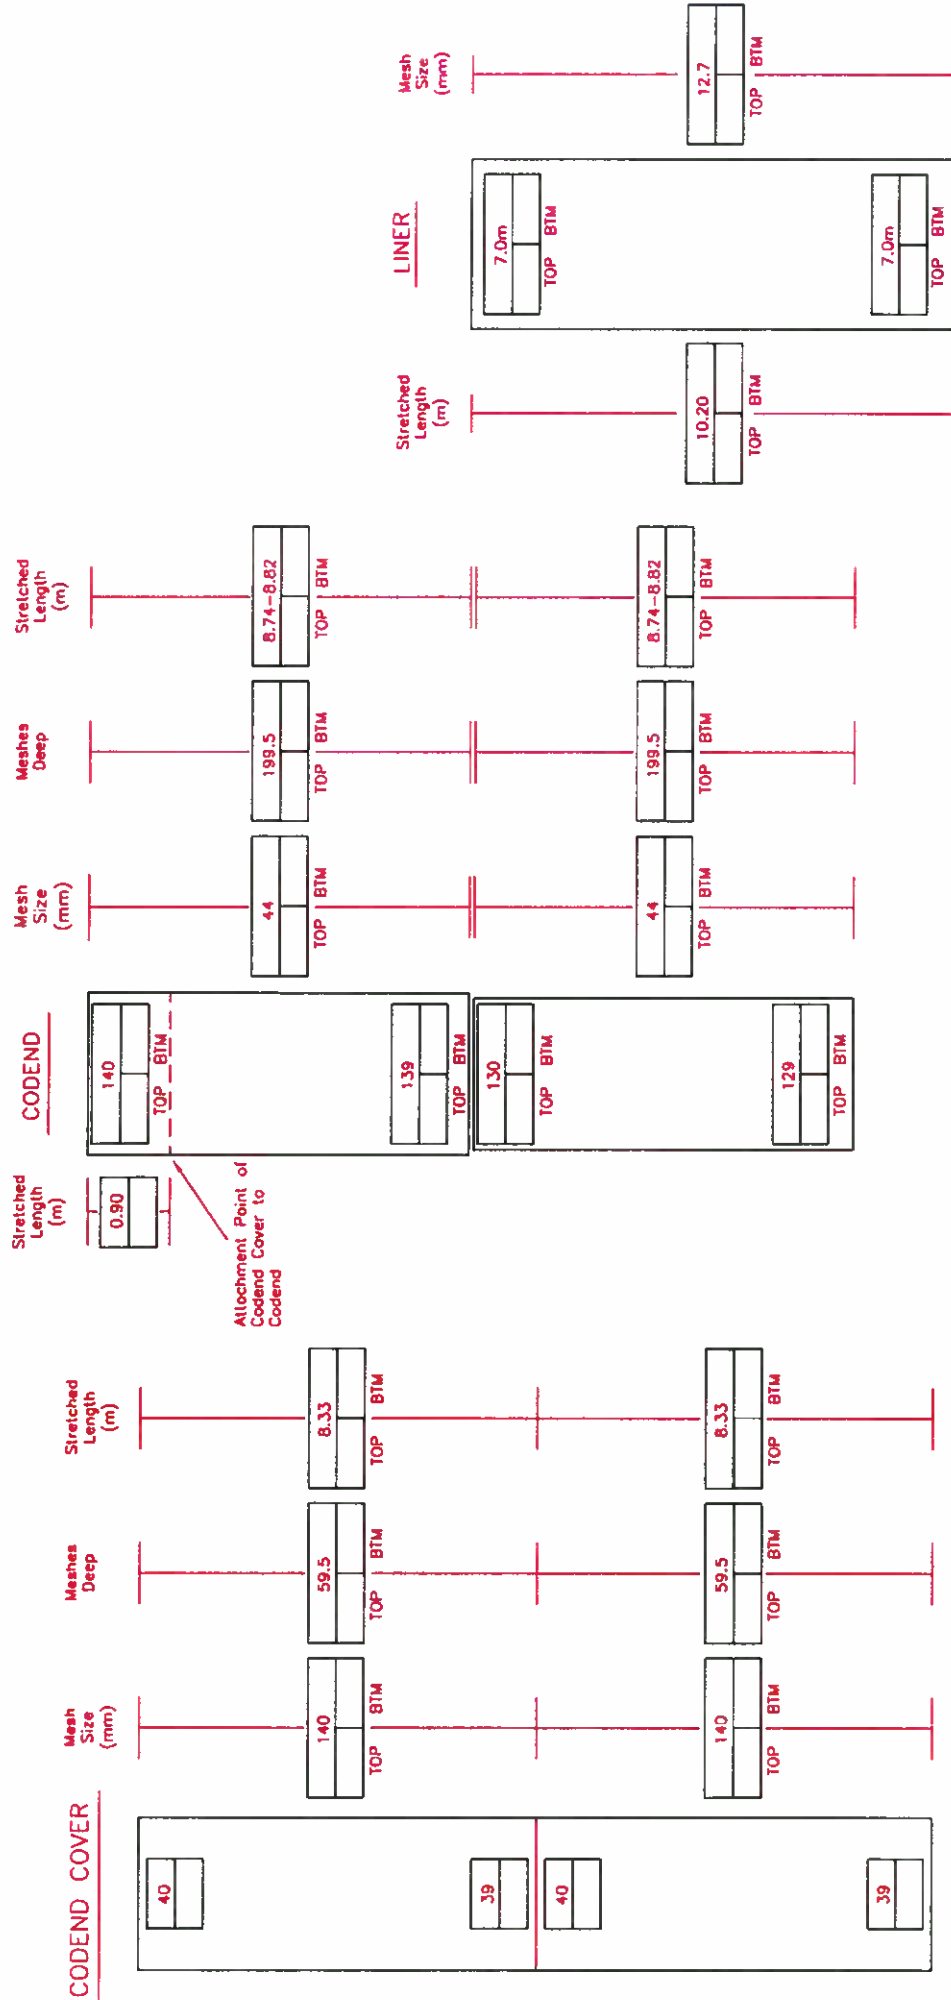 CODEND COVER
40
39
40
39
Mesh
Size
(mm)
140
TOP BTM
140
TOP BTM
Meshes
Deep
59.5
TOP BTM
59.5
TOP BTM
Stretched
Length
(m)
8.33
TOP BTM
8.33
TOP BTM
Stretched
Length
(m)
0.90
Attachment Point of
Codend Cover to
Codend
CODEND
140
TOP BTM
139
TOP BTM
130
TOP BTM
129
TOP BTM
Mesh
Size
(mm)
44
TOP BTM
44
TOP BTM
Meshes
Deep
199.5
TOP BTM
199.5
TOP BTM
Stretched
Length
(m)
8.74-8.82
TOP BTM
8.74-8.82
TOP BTM
Stretched
Length
(m)
10.20
TOP BTM
LINER
7.0m
TOP BTM
7.0m
TOP BTM
Mesh
Size
(mm)
12.7
TOP BTM